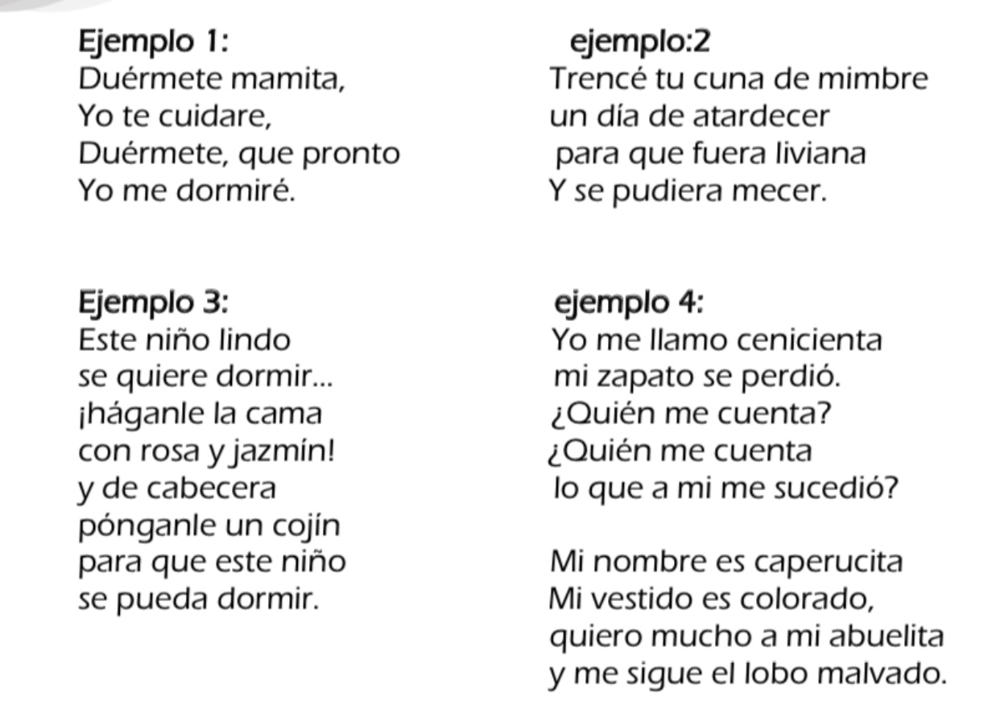 Ejemplo 1:
Duérmete mamita,
Yo te cuidare,
Duérmete, que pronto
Yo me dormiré.
ejemplo:2
Trencé tu cuna de mimbre
un día de atardecer
para que fuera liviana
Y se pudiera mecer.
Ejemplo 3:
Este niño lindo
se quiere dormir...
¡háganle la cama
con rosa y jazmín!
y de cabecera
pónganle un cojín
para que este niño
se pueda dormir.
ejemplo 4:
Yo me llamo cenicienta
mi zapato se perdió.
¿Quién me cuenta?
¿Quién me cuenta
lo que a mi me sucedió?
Mi nombre es caperucita
Mi vestido es colorado,
quiero mucho a mi abuelita
y me sigue el lobo malvado.